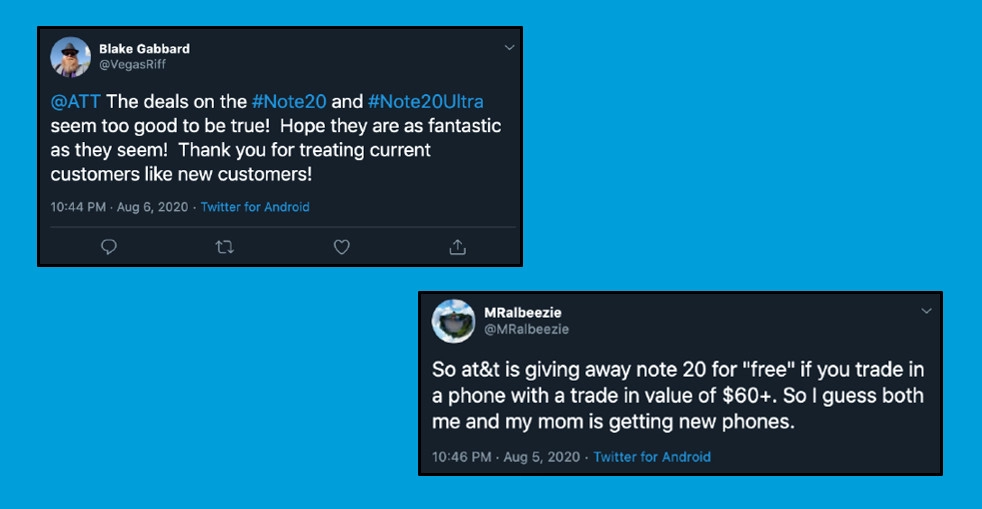 Blake Gabbard
@VegasRiff
@ATT The deals on the #Note20 and #Note20Ultra
seem too good to be true!  Hope they are as fantastic
as they seem!  Thank you for treating current
customers like new customers!
10:44 PM · Aug 6, 2020 · Twitter for Android
MRalbeezie
@MRalbeezie
So at&t is giving away note 20 for "free" if you trade in
a phone with a trade in value of $60+. So I guess both
me and my mom is getting new phones.
10:46 PM · Aug 5, 2020 · Twitter for Android